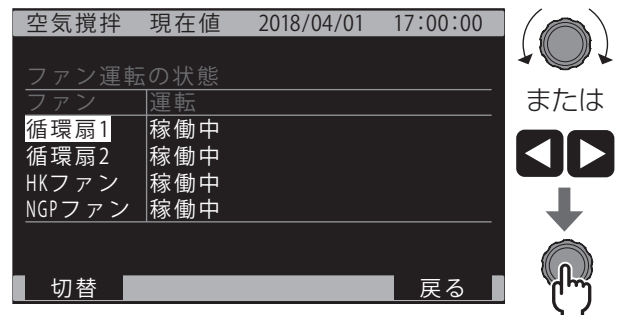 空気撹拌 現在値 2018/04/01 17:00:00
ファン運転の状態
ファン 運転
循環扇1 稼働中
循環扇2 稼働中
HKファン 稼働中
NGPファン 稼働中
切替 戻る
または